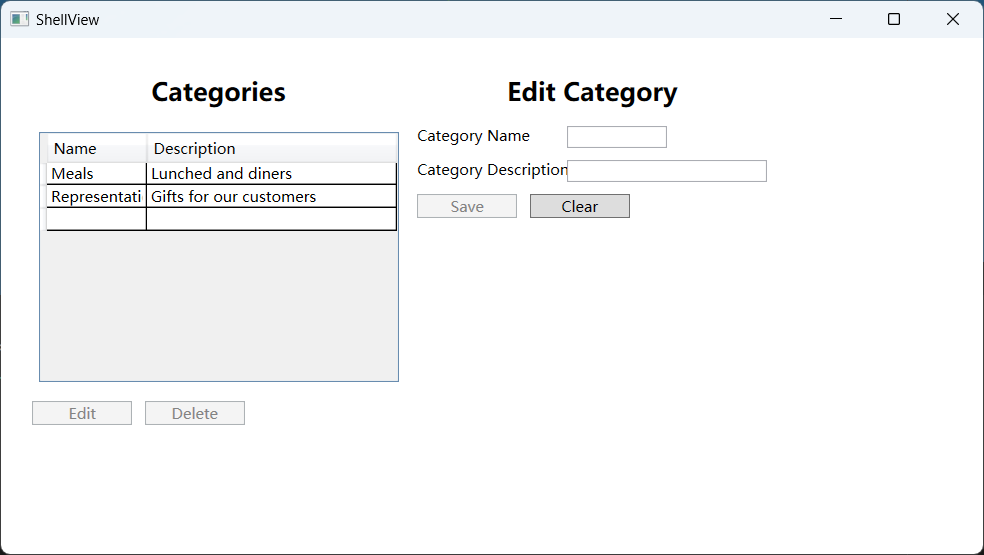 ShellView
Categories
Name Description
Meals Lunched and diners
Representati Gifts for our customers
Edit Delete
Edit Category
Category Name
Category Description
Save Clear